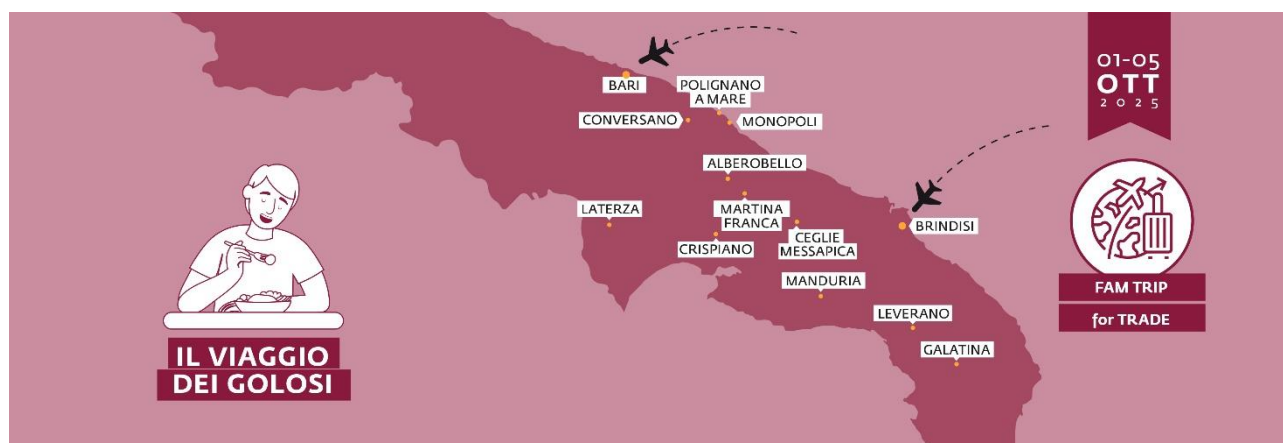 BARI
POLIGNANO
A MARE
CONVERSANO
MONOPOLI
ALBEROBELLO
LATERZA
MARTINA
FRANCA
CRISPIANO
CEGLIE
MESSAPICA
BRINDISI
MANDURIA
LEVERANO
GALATINA
IL VIAGGIO
DEI GOLOSI
01-05
OTT
2025
FAM TRIP
for TRADE